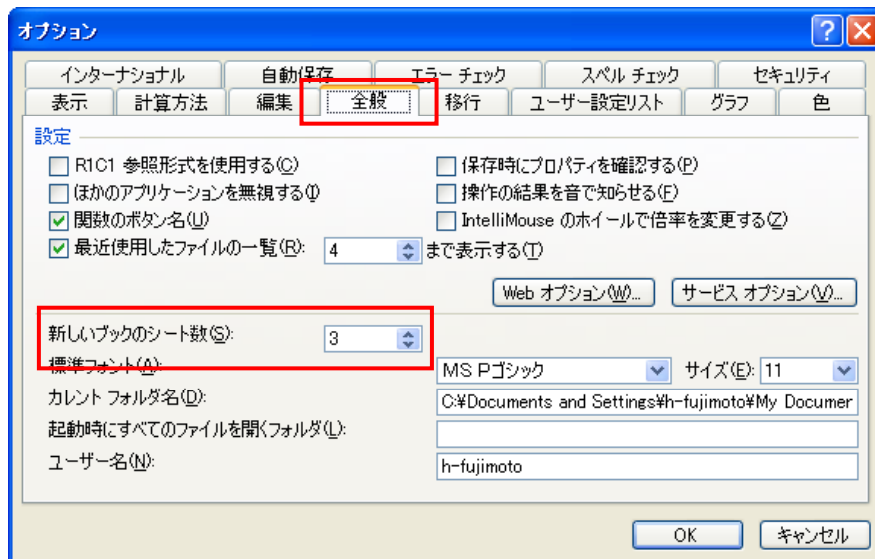 オプション
インターナショナル 自動保存 エラー チェック スペル チェック セキュリティ
表示 計算方法 編集 全般 移行 ユーザー設定リスト グラフ 色
設定
R1C1 参照形式を使用する(C) 保存時にプロパティを確認する(P)
ほかのアプリケーションを無視する(I) 操作の結果を音で知らせる(F)
関数のボタン名(U) IntelliMouse のホイールで倍率を変更する(Z)
最近使用したファイルの一覧(R): 4 まで表示する(T)
Web オプション(W)... サービス オプション(V)...
新しいブックのシート数(S): 3
標準フォント(A): MS Pゴシック サイズ(E): 11
カレント フォルダ名(D): C:¥Documents and Settings¥h-fujimoto¥My Documer
起動時にすべてのファイルを開くフォルダ(L):
ユーザー名(N): h-fujimoto
OK キャンセル